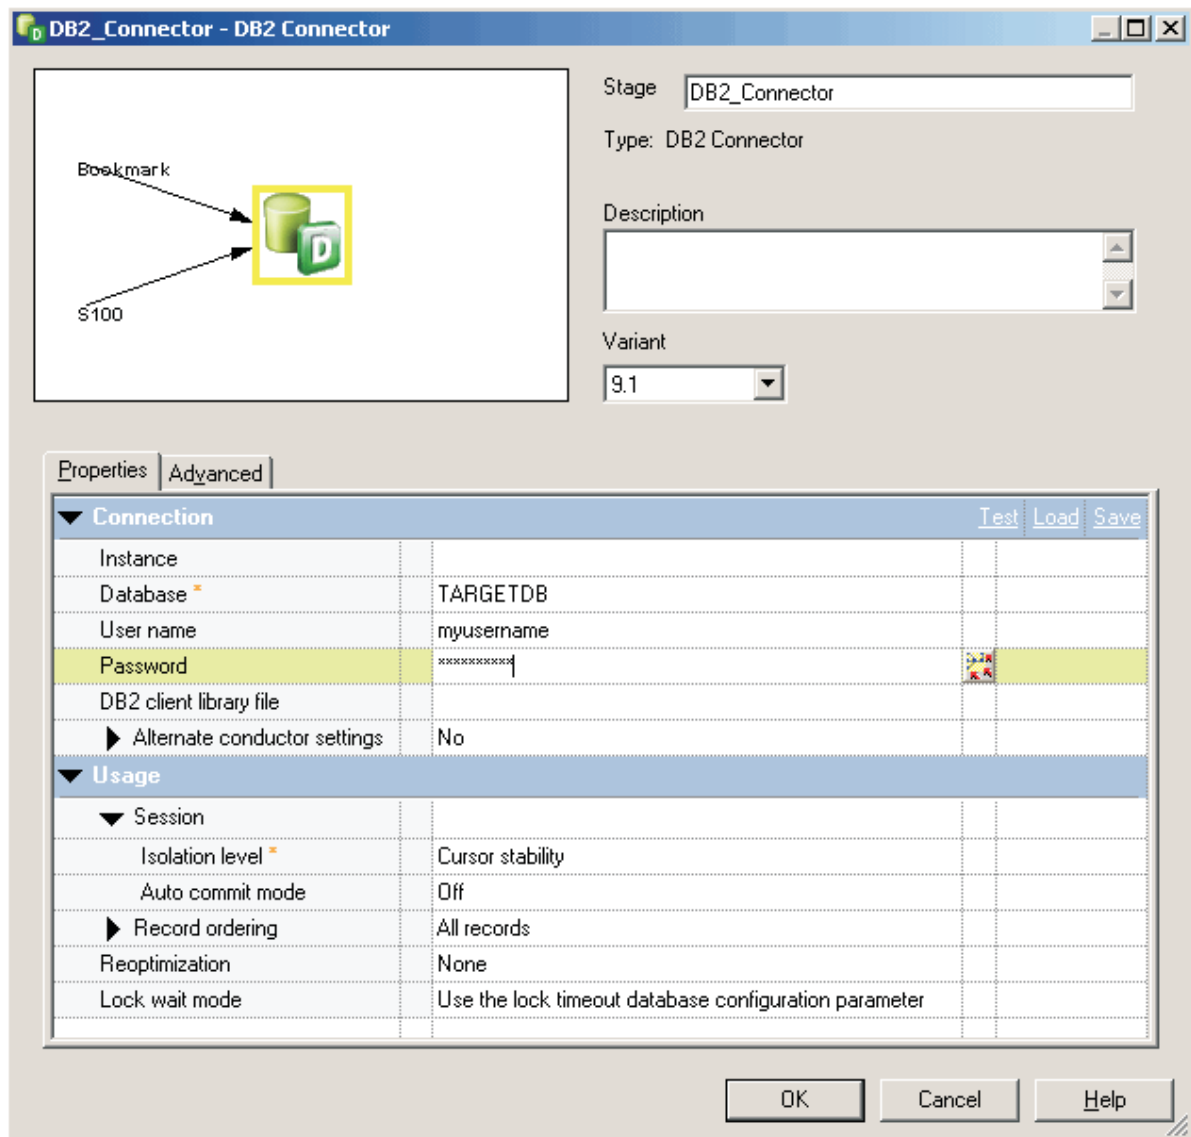 DB2_Connector - DB2 Connector
Bookmark
S100
Stage DB2_Connector
Type: DB2 Connector
Description
Variant
9.1
Properties Advanced
Connection Test Load Save
Instance
Database * TARGETDB
User name myusername
Password **********
DB2 client library file
Alternate conductor settings No
Usage
Session
Isolation level * Cursor stability
Auto commit mode Off
Record ordering All records
Reoptimization None
Lock wait mode Use the lock timeout database configuration parameter
OK Cancel Help